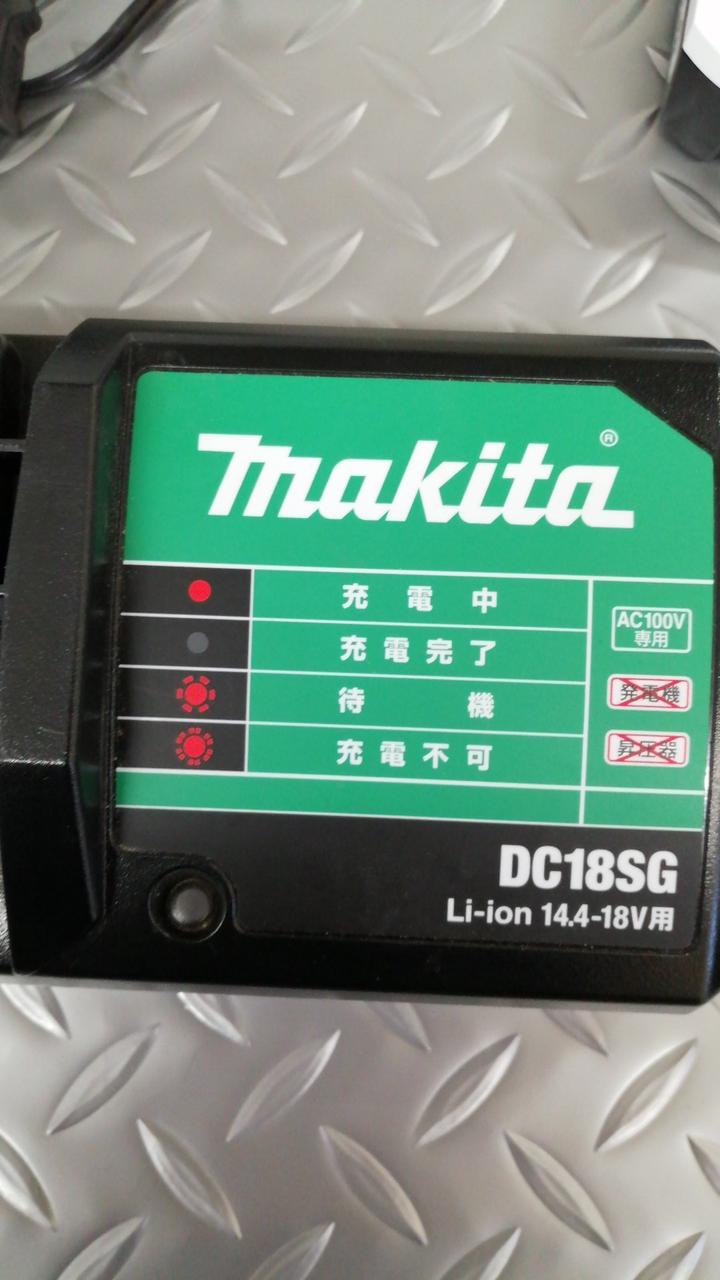 makita®
充電中
充電完了
待機
充電不可
AC100V
専用
発電機
昇圧器
DC18SG
Li-ion 14.4-18V用